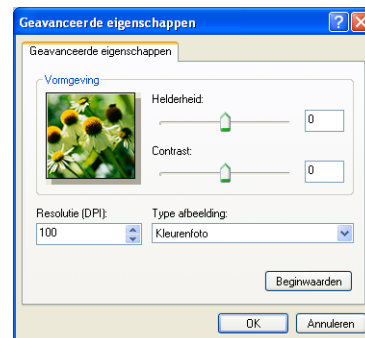 Geavanceerde eigenschappen
Geavanceerde eigenschappen
Vormgeving
Helderheid:
0
Contrast:
0
Resolutie (DPI):
Type afbeelding:
100
Kleurenfoto
Beginwaarden
OK
Annuleren